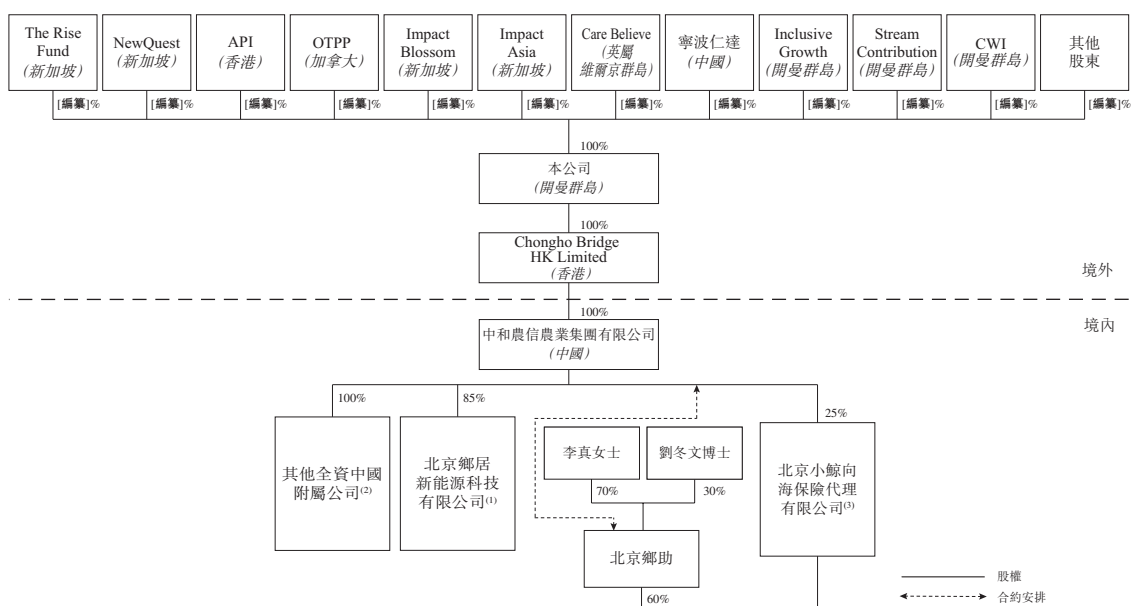 The Rise
Fund
(新加坡)
NewQuest
(新加坡)
API
(香港)
OTPP
(加拿大)
Impact
Blossom
(新加坡)
Impact
Asia
(新加坡)
Care Believe
(英屬
維爾京群島)
寧波仁達
(中國)
Inclusive
Growth
(開曼群島)
Stream
Contribution
(開曼群島)
CWI
(開曼群島)
其他
股東
[編纂]%
[編纂]%
[編纂]%
[編纂]%
[編纂]%
[編纂]%
[編纂]%
[編纂]%
[編纂]%
[編纂]%
[編纂]%
[編纂]%
100%
本公司
(開曼群島)
100%
Chongho Bridge
HK Limited
(香港)
境外
100%
境內
中和農信農業集團有限公司
(中國)
100%
85%
25%
其他全資中國
附屬公司(2)
北京鄉居
新能源科技
有限公司(1)
李真女士
劉冬文博士
北京小鯨向
海保險代理
有限公司(3)
70%
30%
北京鄉助
60%
股權
合約安排